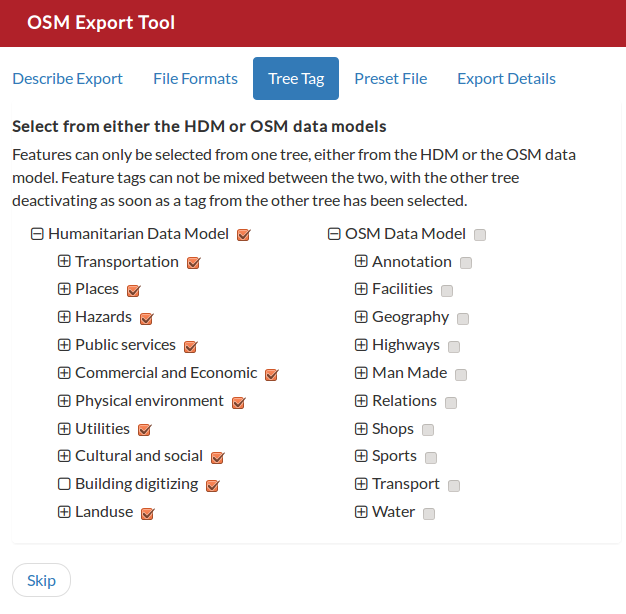 OSM Export Tool
Describe Export File Formats Tree Tag Preset File Export Details
Select from either the HDM or OSM data models
Features can only be selected from one tree, either from the HDM or the OSM data
model. Feature tags can not be mixed between the two, with the other tree
deactivating as soon as a tag from the other tree has been selected.
Humanitarian Data Model
Transportation
Places
Hazards
Public services
Commercial and Economic
Physical environment
Utilities
Cultural and social
Building digitizing
Landuse
OSM Data Model
Annotation
Facilities
Geography
Highways
Man Made
Relations
Shops
Sports
Transport
Water
Skip